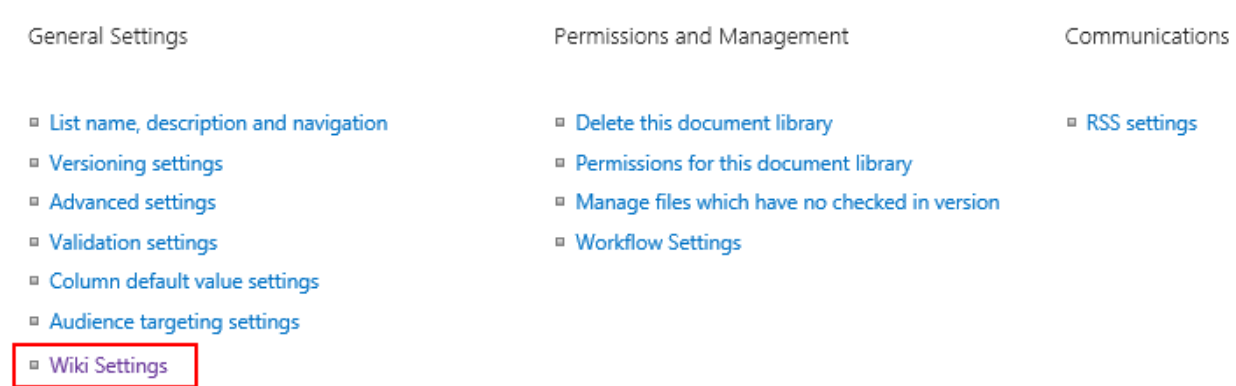 General Settings
List name, description and navigation
Versioning settings
Advanced settings
Validation settings
Column default value settings
Audience targeting settings
Wiki Settings
Permissions and Management
Delete this document library
Permissions for this document library
Manage files which have no checked in version
Workflow Settings
Communications
RSS settings